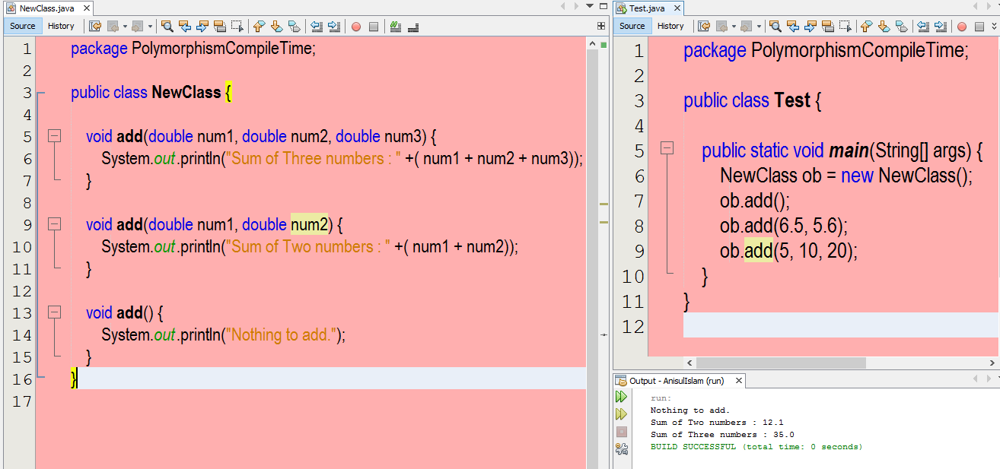 NewClass.java
Source History
1 package PolymorphismCompileTime;
2
3 public class NewClass {
4
5 void add(double num1, double num2, double num3) {
6 System.out.println("Sum of Three numbers : " +( num1 + num2 + num3));
7 }
8
9 void add(double num1, double num2) {
10 System.out.println("Sum of Two numbers : " +( num1 + num2));
11 }
12
13 void add() {
14 System.out.println("Nothing to add.");
15 }
16 }
17
Test.java
Source History
1 package PolymorphismCompileTime;
2
3 public class Test {
4
5 public static void main(String[] args) {
6 NewClass ob = new NewClass();
7 ob.add();
8 ob.add(6.5, 5.6);
9 ob.add(5, 10, 20);
10 }
11 }
12
Output - AnisulIslam (run)
run:
Nothing to add.
Sum of Two numbers : 12.1
Sum of Three numbers : 35.0
BUILD SUCCESSFUL (total time: 0 seconds)